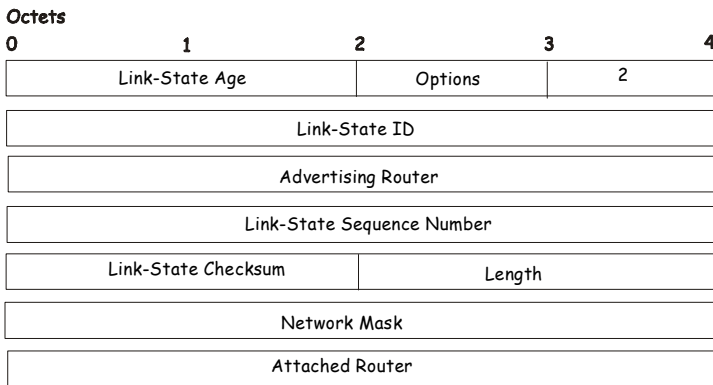 Octets
0 1 2 3 4
Link-State Age Options 2
Link-State ID
Advertising Router
Link-State Sequence Number
Link-State Checksum Length
Network Mask
Attached Router